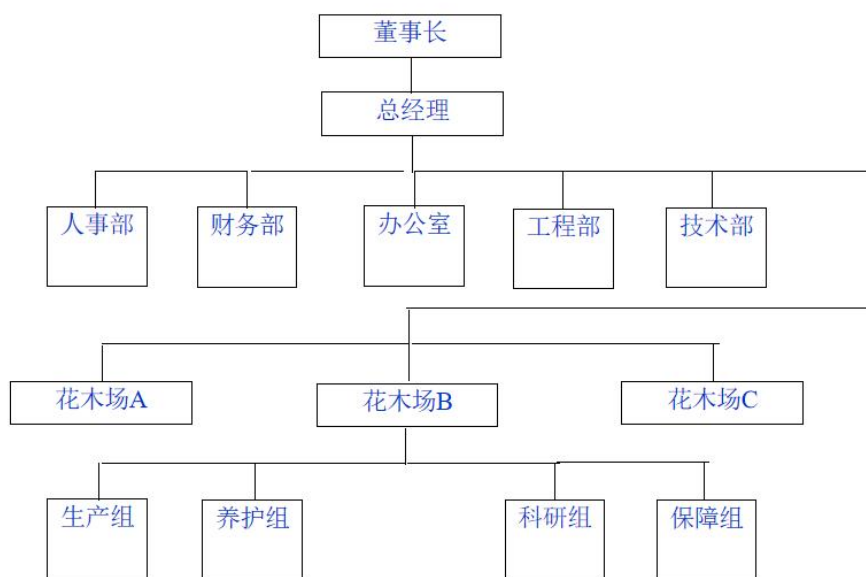 董事长
总经理
人事部
财务部
办公室
工程部
技术部
花木场A
花木场B
花木场C
生产组
养护组
科研组
保障组